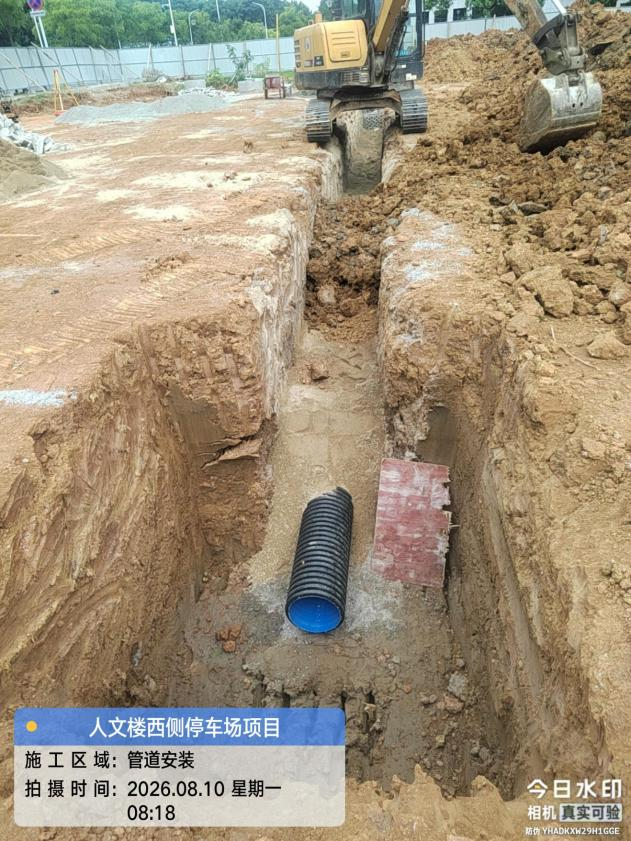 人文楼西侧停车场项目
施工区域：管道安装
拍摄时间：2026.08.10 星期一
08:18
今日水印
相机 真实可验
防伪 YHADKXW29H1GGE